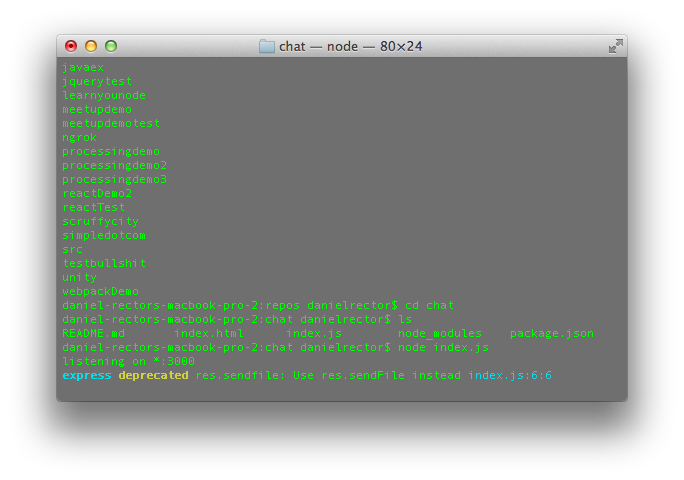 chat — node — 80×24
javaex
jquerytest
learnyounode
meetupdemo
meetupdemotest
ngrok
processingdemo
processingdemo2
processingdemo3
reactDemo2
reactTest
scruffycity
simpledotcom
src
testbullshit
unity
webpackDemo
daniel-rectors-macbook-pro-2:repos danielrector$ cd chat
daniel-rectors-macbook-pro-2:chat danielrector$ ls
README.md index.html index.js node_modules package.json
daniel-rectors-macbook-pro-2:chat danielrector$ node index.js
listening on *:3000
express deprecated res.sendfile: Use res.sendFile instead index.js:6:6